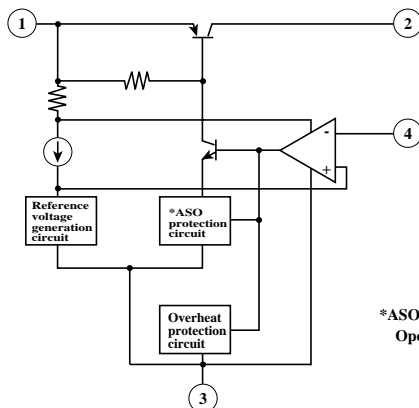 1
2
-
4
+
Reference
voltage
generation
circuit
*ASO
protection
circuit
Overheat
protection
circuit
*ASO
Ope
3